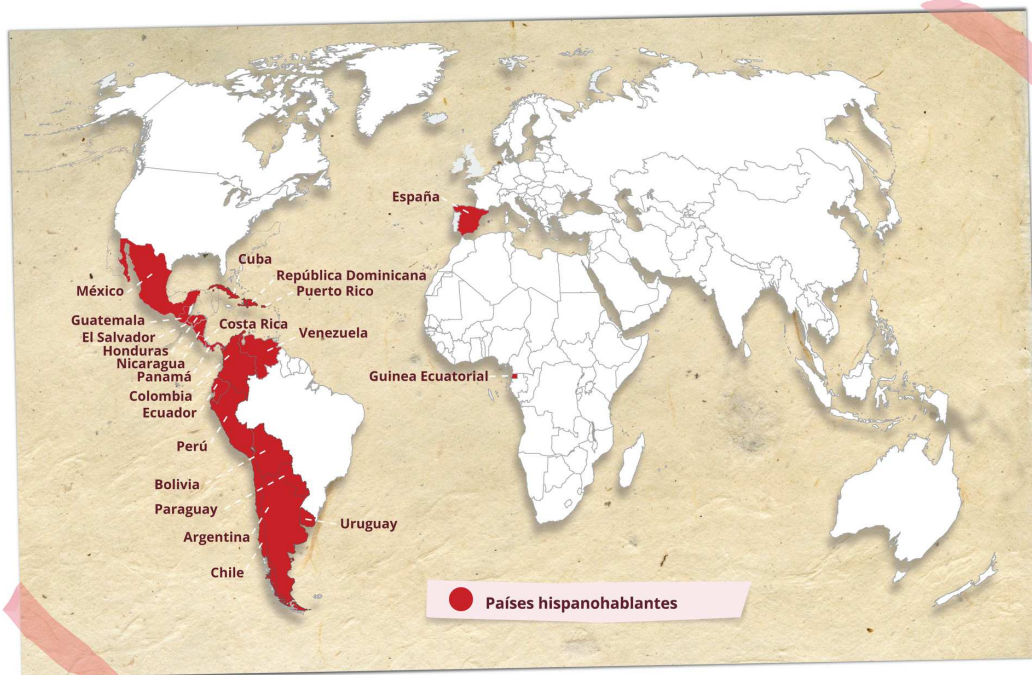 España
Cuba
República Dominicana
Puerto Rico
México
Guatemala
Costa Rica
El Salvador
Venezuela
Honduras
Nicaragua
Panamá
Guinea Ecuatorial
Colombia
Ecuador
Perú
Bolivia
Paraguay
Uruguay
Argentina
Chile
Países hispanohablantes